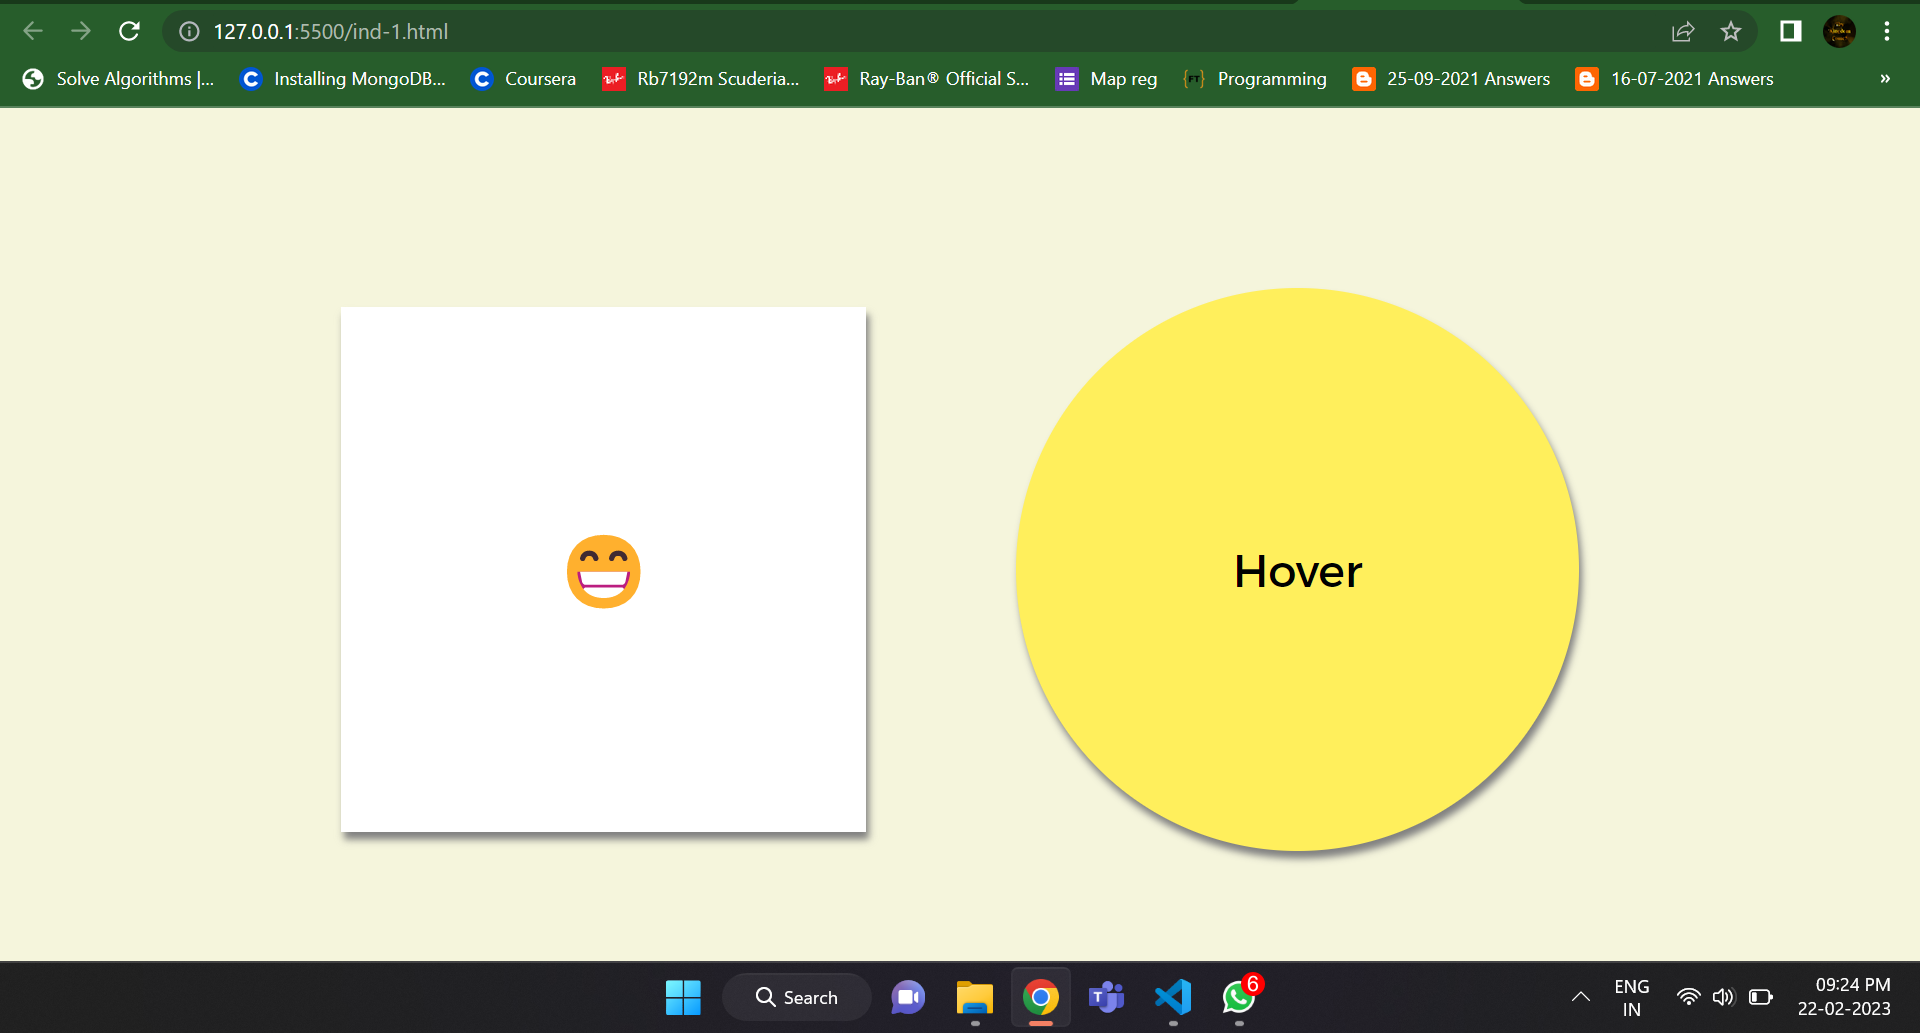 127.0.0.1:5500/ind-1.html
Solve Algorithms |... Installing MongoDB... Coursera Rb7192m Scuderia... Ray-Ban® Official S... Map reg Programming 25-09-2021 Answers 16-07-2021 Answers »
Hover
Search
6
ENG
IN
09:24 PM
22-02-2023